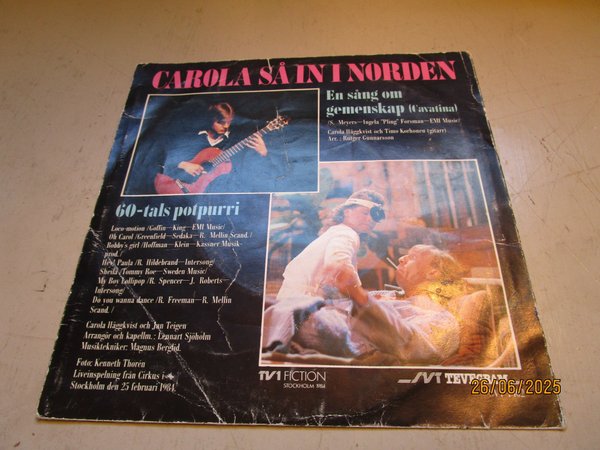 CAROLA SÅ IN I NORDEN
En sång om
gemenskap (Cavatina)
/S. Meyers—Ingela "Pling" Forsman—EMI Music/
Carola Häggkvist och Timo Korhonen (gitarr)
Arr.: Rutger Gunnarsson
60-tals potpurri
Loco-motion /Goffin—King—EMI Music/
Oh Carol /Greenfield—Sedaka—R. Mellin Scand./
Bobby's girl /Hoffman—Klein—Kassner Musik-
prod./
Hey Paula /R. Hildebrand—Intersong/
Sheila /Tommy Roe—Sweden Music/
My Boy Lollipop /R. Spencer—J. Roberts—
Intersong/
Do you wanna dance /R. Freeman—R. Mellin
Scand./
Carola Häggkvist och Jan Teigen
Arrangör och kapellm.: Lennart Sjöholm
Musiktekniker: Magnus Berglid
Foto: Kenneth Thorén
Liveinspelning från Cirkus i
Stockholm den 25 februari 1984.
TV1 FICTION
STOCKHOLM 1984
SVT TEVEGRAM
26/06/2025